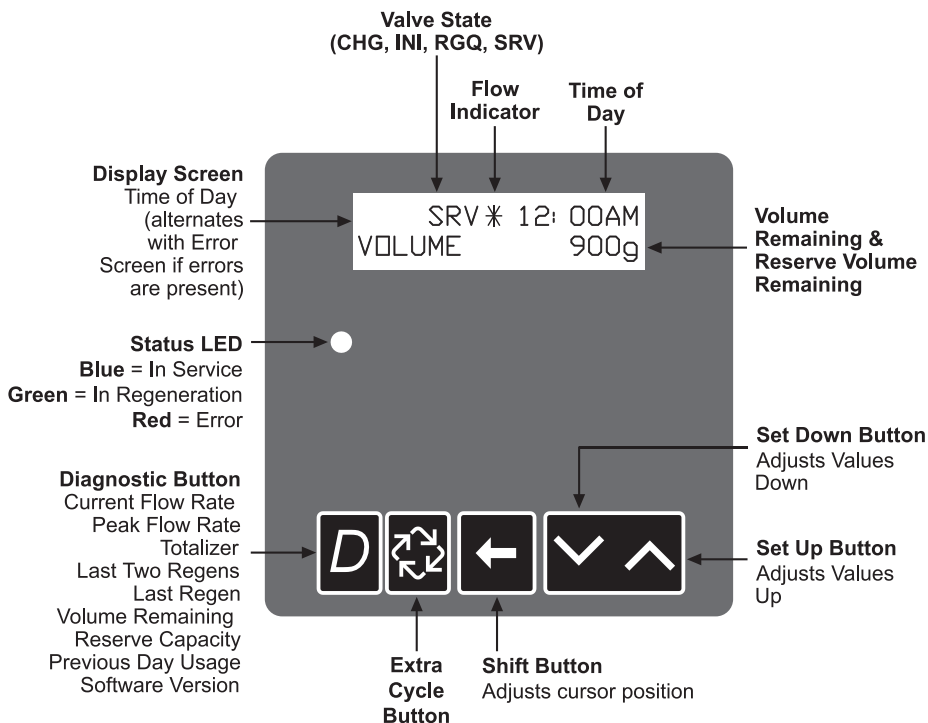 Valve State
(CHG, INI, RGQ, SRV)
Flow
Indicator
Time of
Day
Display Screen
Time of Day
(alternates
with Error
Screen if errors
are present)
SRV * 12: 00AM
VOLUME 900g
Volume
Remaining &
Reserve Volume
Remaining
Status LED
Blue = In Service
Green = In Regeneration
Red = Error
Set Down Button
Adjusts Values
Down
Diagnostic Button
Current Flow Rate
Peak Flow Rate
Totalizer
Last Two Regens
Last Regen
Volume Remaining
Reserve Capacity
Previous Day Usage
Software Version
D
Set Up Button
Adjusts Values
Up
Extra
Cycle
Button
Shift Button
Adjusts cursor position